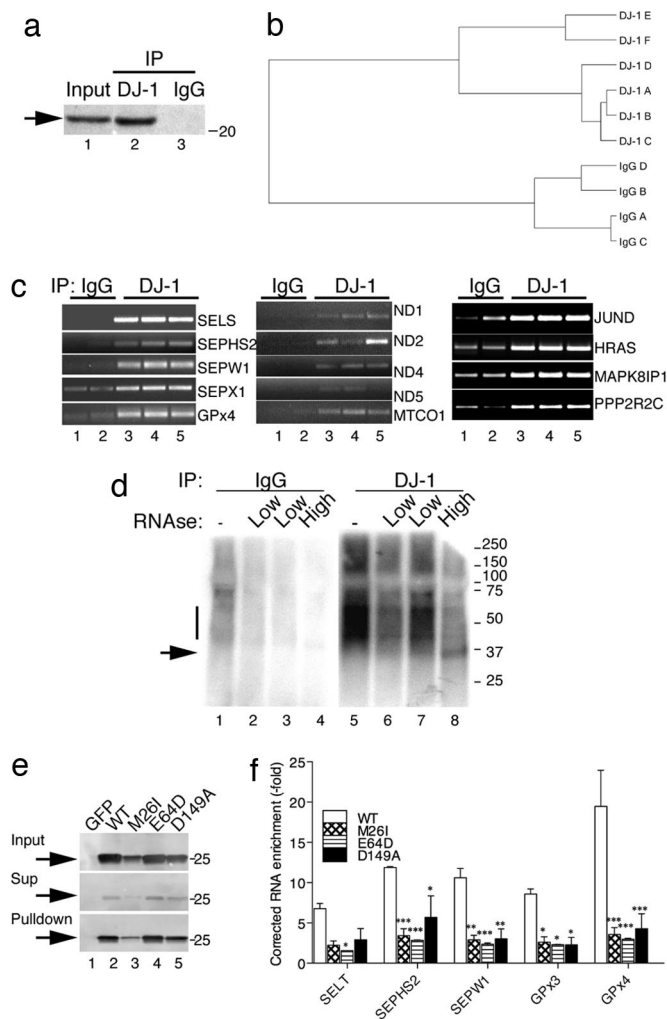 a
IP
Input DJ-1 IgG
-20
1 2 3
b
DJ-1 E
DJ-1 F
DJ-1 D
DJ-1 A
DJ-1 B
DJ-1 C
IgG D
IgG B
IgG A
IgG C
c
IP: IgG DJ-1
SELS
SEPHS2
SEPW1
SEPX1
GPx4
1 2 3 4 5
IgG DJ-1
ND1
ND2
ND4
ND5
MTCO1
1 2 3 4 5
IgG DJ-1
JUND
HRAS
MAPK8IP1
PPP2R2C
1 2 3 4 5
d
IP: IgG DJ-1
RNAse: - Low Low High - Low Low High
250
150
100
75
50
37
25
1 2 3 4 5 6 7 8
e
GFP WT M26I E64D D149A
Input
-25
Sup
-25
Pulldown
-25
1 2 3 4 5
f
Corrected RNA enrichment (-fold)
25
20
15
10
5
0
WT
M26I
E64D
D149A
*
*** *** *
** *** **
* * *
*** *** ***
SELT SEPHS2 SEPW1 GPx3 GPx4